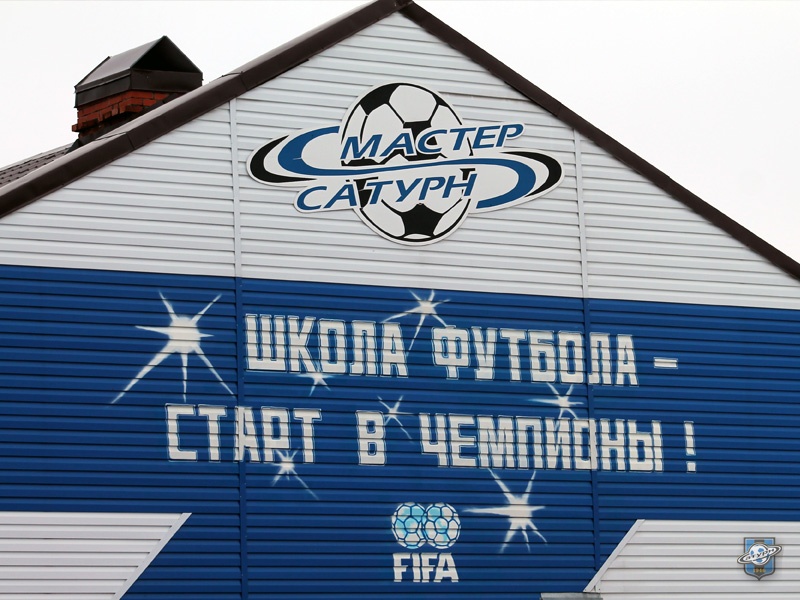 МАСТЕР
САТУРН
ШКОЛА ФУТБОЛА –
СТАРТ В ЧЕМПИОНЫ!
FIFA